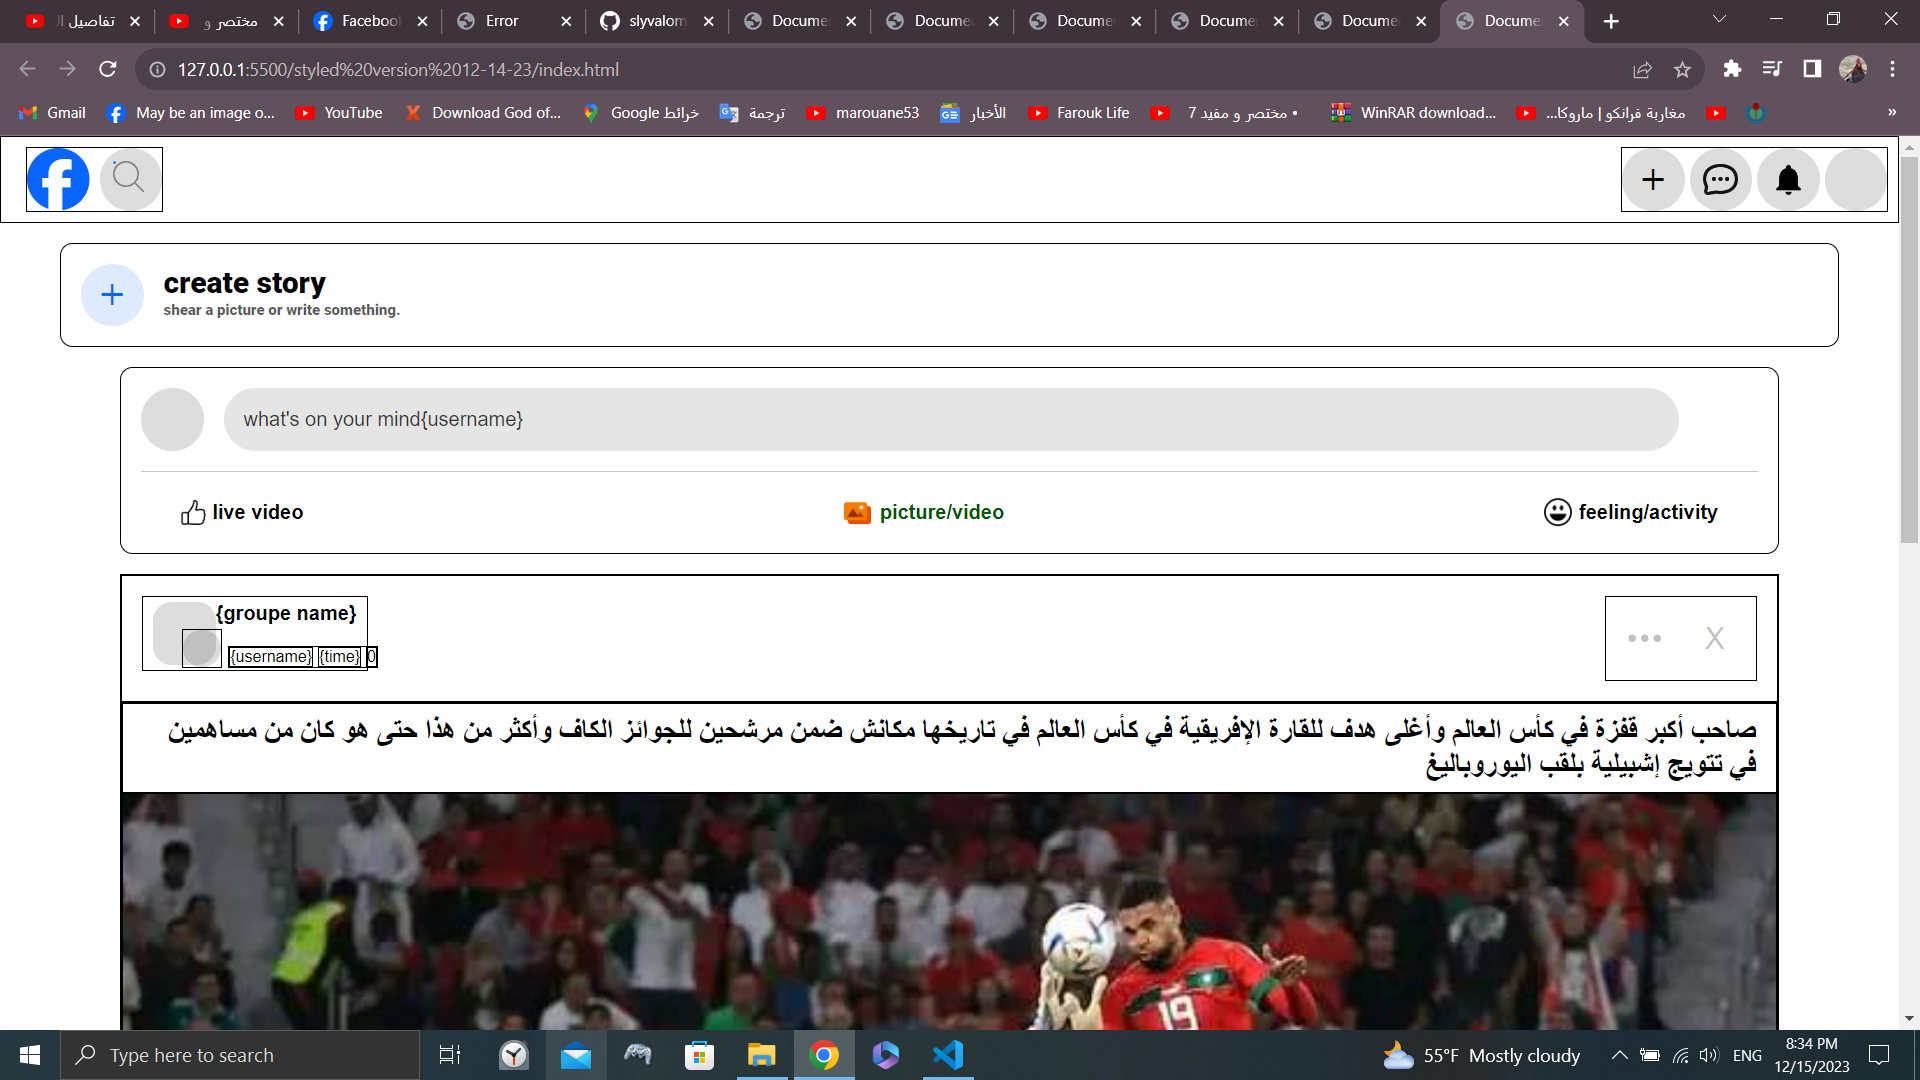 تفاصيل ال
مختصر و
Facebook
Error
slyvalom
Docume
Docume
Docume
Docume
Docume
Docume
127.0.0.1:5500/styled%20version%2012-14-23/index.html
Gmail
May be an image o...
YouTube
Download God of...
خرائط Google
ترجمة
marouane53
الأخبار
Farouk Life
مختصر و مفيد 7 •
WinRAR download...
مغاربة فرانكو | ماروكا...
»
create story
shear a picture or write something.
what's on your mind{username}
live video
picture/video
feeling/activity
{groupe name}
{username} {time} 0
X
صاحب أكبر قفزة في كأس العالم وأغلى هدف للقارة الإفريقية في كأس العالم في تاريخها مكانش ضمن مرشحين للجوائز الكاف وأكثر من هذا حتى هو كان من مساهمين
في تتويج إشبيلية بلقب اليوروباليغ
19
Type here to search
55°F Mostly cloudy
ENG
8:34 PM
12/15/2023